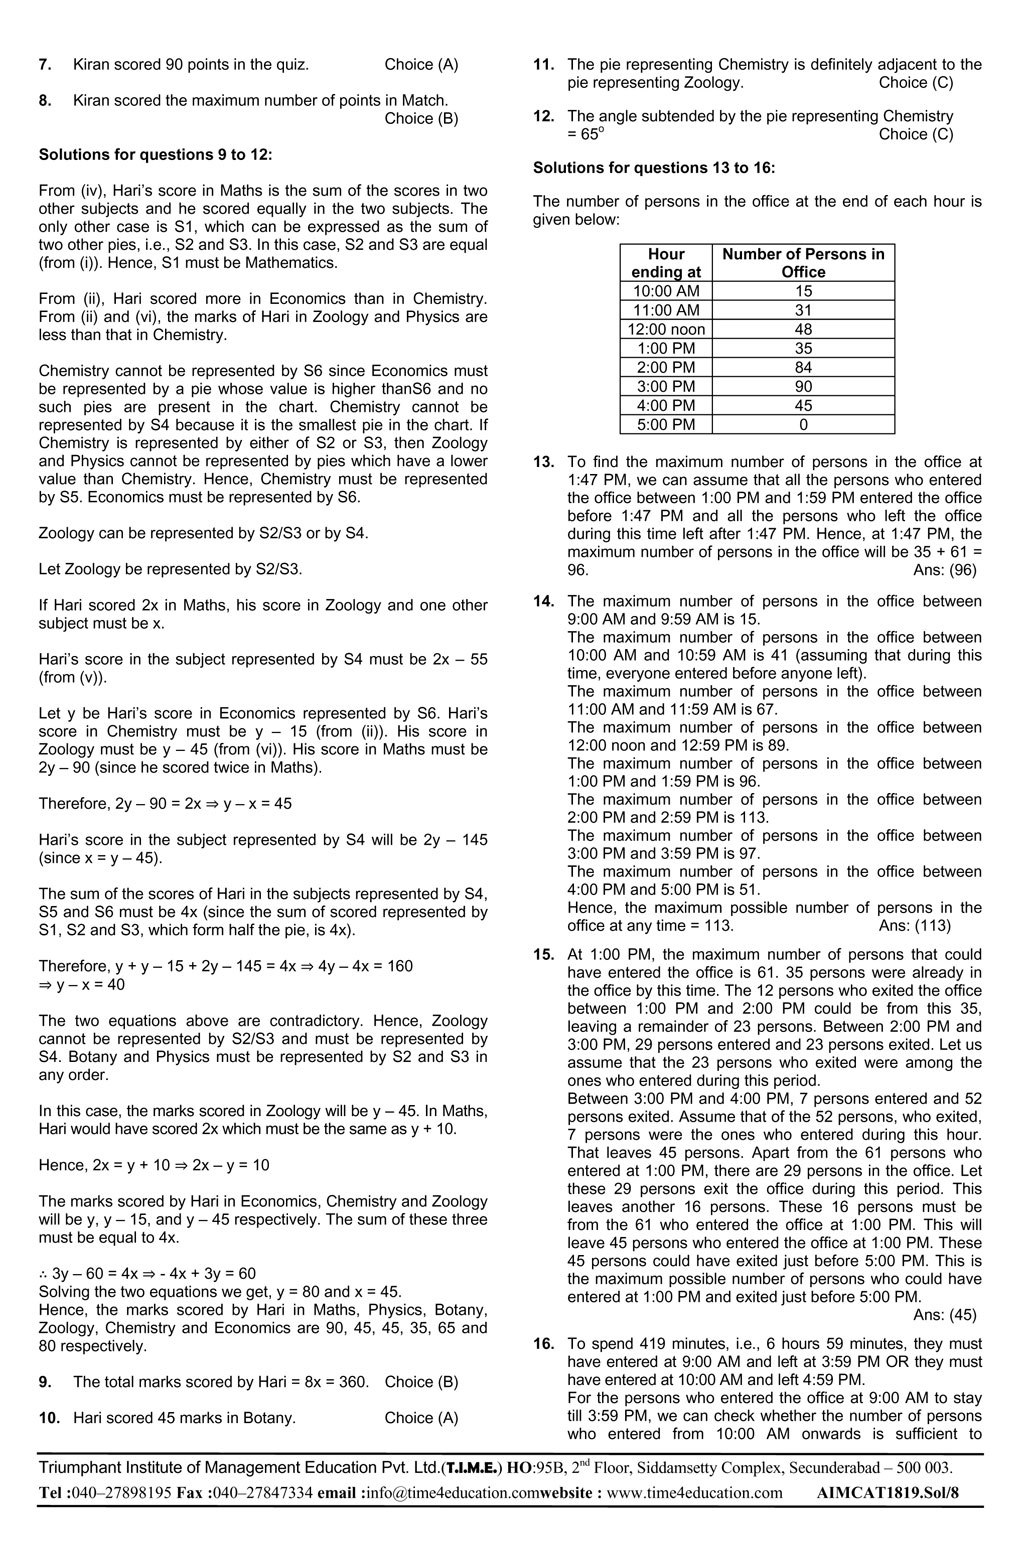 7. Kiran scored 90 points in the quiz. Choice (A)
8. Kiran scored the maximum number of points in Match.
Choice (B)
Solutions for questions 9 to 12:
From (iv), Hari's score in Maths is the sum of the scores in two
other subjects and he scored equally in the two subjects. The
only other case is S1, which can be expressed as the sum of
two other pies, i.e., S2 and S3. In this case, S2 and S3 are equal
(from (i)). Hence, S1 must be Mathematics.
From (ii), Hari scored more in Economics than in Chemistry.
From (ii) and (vi), the marks of Hari in Zoology and Physics are
less than that in Chemistry.
Chemistry cannot be represented by S6 since Economics must
be represented by a pie whose value is higher thanS6 and no
such pies are present in the chart. Chemistry cannot be
represented by S4 because it is the smallest pie in the chart. If
Chemistry is represented by either of S2 or S3, then Zoology
and Physics cannot be represented by pies which have a lower
value than Chemistry. Hence, Chemistry must be represented
by S5. Economics must be represented by S6.
Zoology can be represented by S2/S3 or by S4.
Let Zoology be represented by S2/S3.
If Hari scored 2x in Maths, his score in Zoology and one other
subject must be x.
Hari's score in the subject represented by S4 must be 2x – 55
(from (v)).
Let y be Hari's score in Economics represented by S6. Hari's
score in Chemistry must be y – 15 (from (ii)). His score in
Zoology must be y – 45 (from (vi)). His score in Maths must be
2y – 90 (since he scored twice in Maths).
Therefore, 2y – 90 = 2x ⇒ y – x = 45
Hari's score in the subject represented by S4 will be 2y – 145
(since x = y – 45).
The sum of the scores of Hari in the subjects represented by S4,
S5 and S6 must be 4x (since the sum of scored represented by
S1, S2 and S3, which form half the pie, is 4x).
Therefore, y + y – 15 + 2y – 145 = 4x ⇒ 4y – 4x = 160
⇒ y – x = 40
The two equations above are contradictory. Hence, Zoology
cannot be represented by S2/S3 and must be represented by
S4. Botany and Physics must be represented by S2 and S3 in
any order.
In this case, the marks scored in Zoology will be y – 45. In Maths,
Hari would have scored 2x which must be the same as y + 10.
Hence, 2x = y + 10 ⇒ 2x – y = 10
The marks scored by Hari in Economics, Chemistry and Zoology
will be y, y – 15, and y – 45 respectively. The sum of these three
must be equal to 4x.
∴ 3y – 60 = 4x ⇒ - 4x + 3y = 60
Solving the two equations we get, y = 80 and x = 45.
Hence, the marks scored by Hari in Maths, Physics, Botany,
Zoology, Chemistry and Economics are 90, 45, 45, 35, 65 and
80 respectively.
9. The total marks scored by Hari = 8x = 360. Choice (B)
10. Hari scored 45 marks in Botany. Choice (A)
11. The pie representing Chemistry is definitely adjacent to the
pie representing Zoology. Choice (C)
12. The angle subtended by the pie representing Chemistry
= 65° Choice (C)
Solutions for questions 13 to 16:
The number of persons in the office at the end of each hour is
given below:
Hour Number of Persons in
ending at Office
10:00 AM 15
11:00 AM 31
12:00 noon 48
1:00 PM 35
2:00 PM 84
3:00 PM 90
4:00 PM 45
5:00 PM 0
13. To find the maximum number of persons in the office at
1:47 PM, we can assume that all the persons who entered
the office between 1:00 PM and 1:59 PM entered the office
before 1:47 PM and all the persons who left the office
during this time left after 1:47 PM. Hence, at 1:47 PM, the
maximum number of persons in the office will be 35 + 61 =
96. Ans: (96)
14. The maximum number of persons in the office between
9:00 AM and 9:59 AM is 15.
The maximum number of persons in the office between
10:00 AM and 10:59 AM is 41 (assuming that during this
time, everyone entered before anyone left).
The maximum number of persons in the office between
11:00 AM and 11:59 AM is 67.
The maximum number of persons in the office between
12:00 noon and 12:59 PM is 89.
The maximum number of persons in the office between
1:00 PM and 1:59 PM is 96.
The maximum number of persons in the office between
2:00 PM and 2:59 PM is 113.
The maximum number of persons in the office between
3:00 PM and 3:59 PM is 97.
The maximum number of persons in the office between
4:00 PM and 5:00 PM is 51.
Hence, the maximum possible number of persons in the
office at any time = 113. Ans: (113)
15. At 1:00 PM, the maximum number of persons that could
have entered the office is 61. 35 persons were already in
the office by this time. The 12 persons who exited the office
between 1:00 PM and 2:00 PM could be from this 35,
leaving a remainder of 23 persons. Between 2:00 PM and
3:00 PM, 29 persons entered and 23 persons exited. Let us
assume that the 23 persons who exited were among the
ones who entered during this period.
Between 3:00 PM and 4:00 PM, 7 persons entered and 52
persons exited. Assume that of the 52 persons, who exited,
7 persons were the ones who entered during this hour.
That leaves 45 persons. Apart from the 61 persons who
entered at 1:00 PM, there are 29 persons in the office. Let
these 29 persons exit the office during this period. This
leaves another 16 persons. These 16 persons must be
from the 61 who entered the office at 1:00 PM. This will
leave 45 persons who entered the office at 1:00 PM. These
45 persons could have exited just before 5:00 PM. This is
the maximum possible number of persons who could have
entered at 1:00 PM and exited just before 5:00 PM.
Ans: (45)
16. To spend 419 minutes, i.e., 6 hours 59 minutes, they must
have entered at 9:00 AM and left at 3:59 PM OR they must
have entered at 10:00 AM and left 4:59 PM.
For the persons who entered the office at 9:00 AM to stay
till 3:59 PM, we can check whether the number of persons
who entered from 10:00 AM onwards is sufficient to
Triumphant Institute of Management Education Pvt. Ltd.(T.I.M.E.) HO:95B, 2nd Floor, Siddamsetty Complex, Secunderabad – 500 003.
Tel :040–27898195 Fax :040–27847334 email :info@time4education.comwebsite : www.time4education.com AIMCAT1819.Sol/8